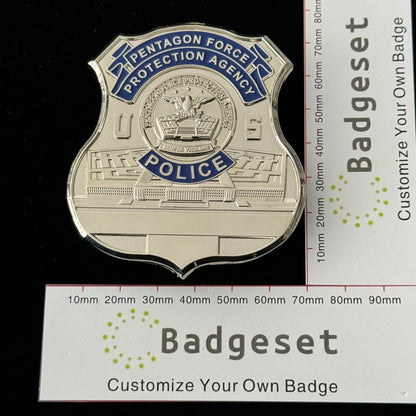 PENTAGON FORCE
PROTECTION AGENCY
U S
POLICE
10mm 20mm 30mm 40mm 50mm 60mm 70mm 80mm 90mm
Badgeset
Customize Your Own Badge
10mm 20mm 30mm 40mm 50mm 60mm 70mm 80mm
Badgeset
Customize Your Own Badge